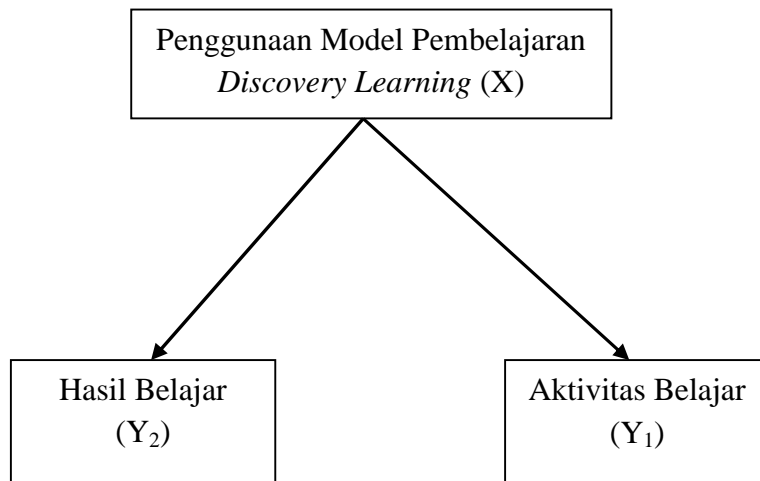 Penggunaan Model Pembelajaran
Discovery Learning (X)
Hasil Belajar
(Y₂)
Aktivitas Belajar
(Y₁)